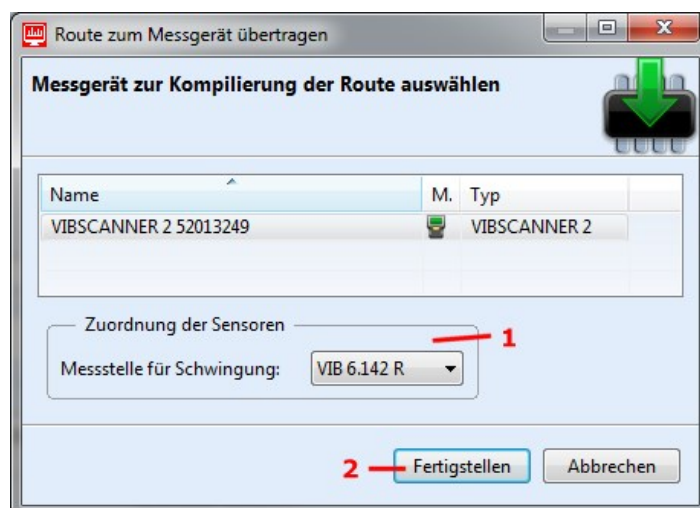 Route zum Messgerät übertragen
Messgerät zur Kompilierung der Route auswählen
Name M. Typ
VIBSCANNER 2 52013249 VIBSCANNER 2
Zuordnung der Sensoren
1
Messstelle für Schwingung: VIB 6.142 R
2 Fertigstellen Abbrechen